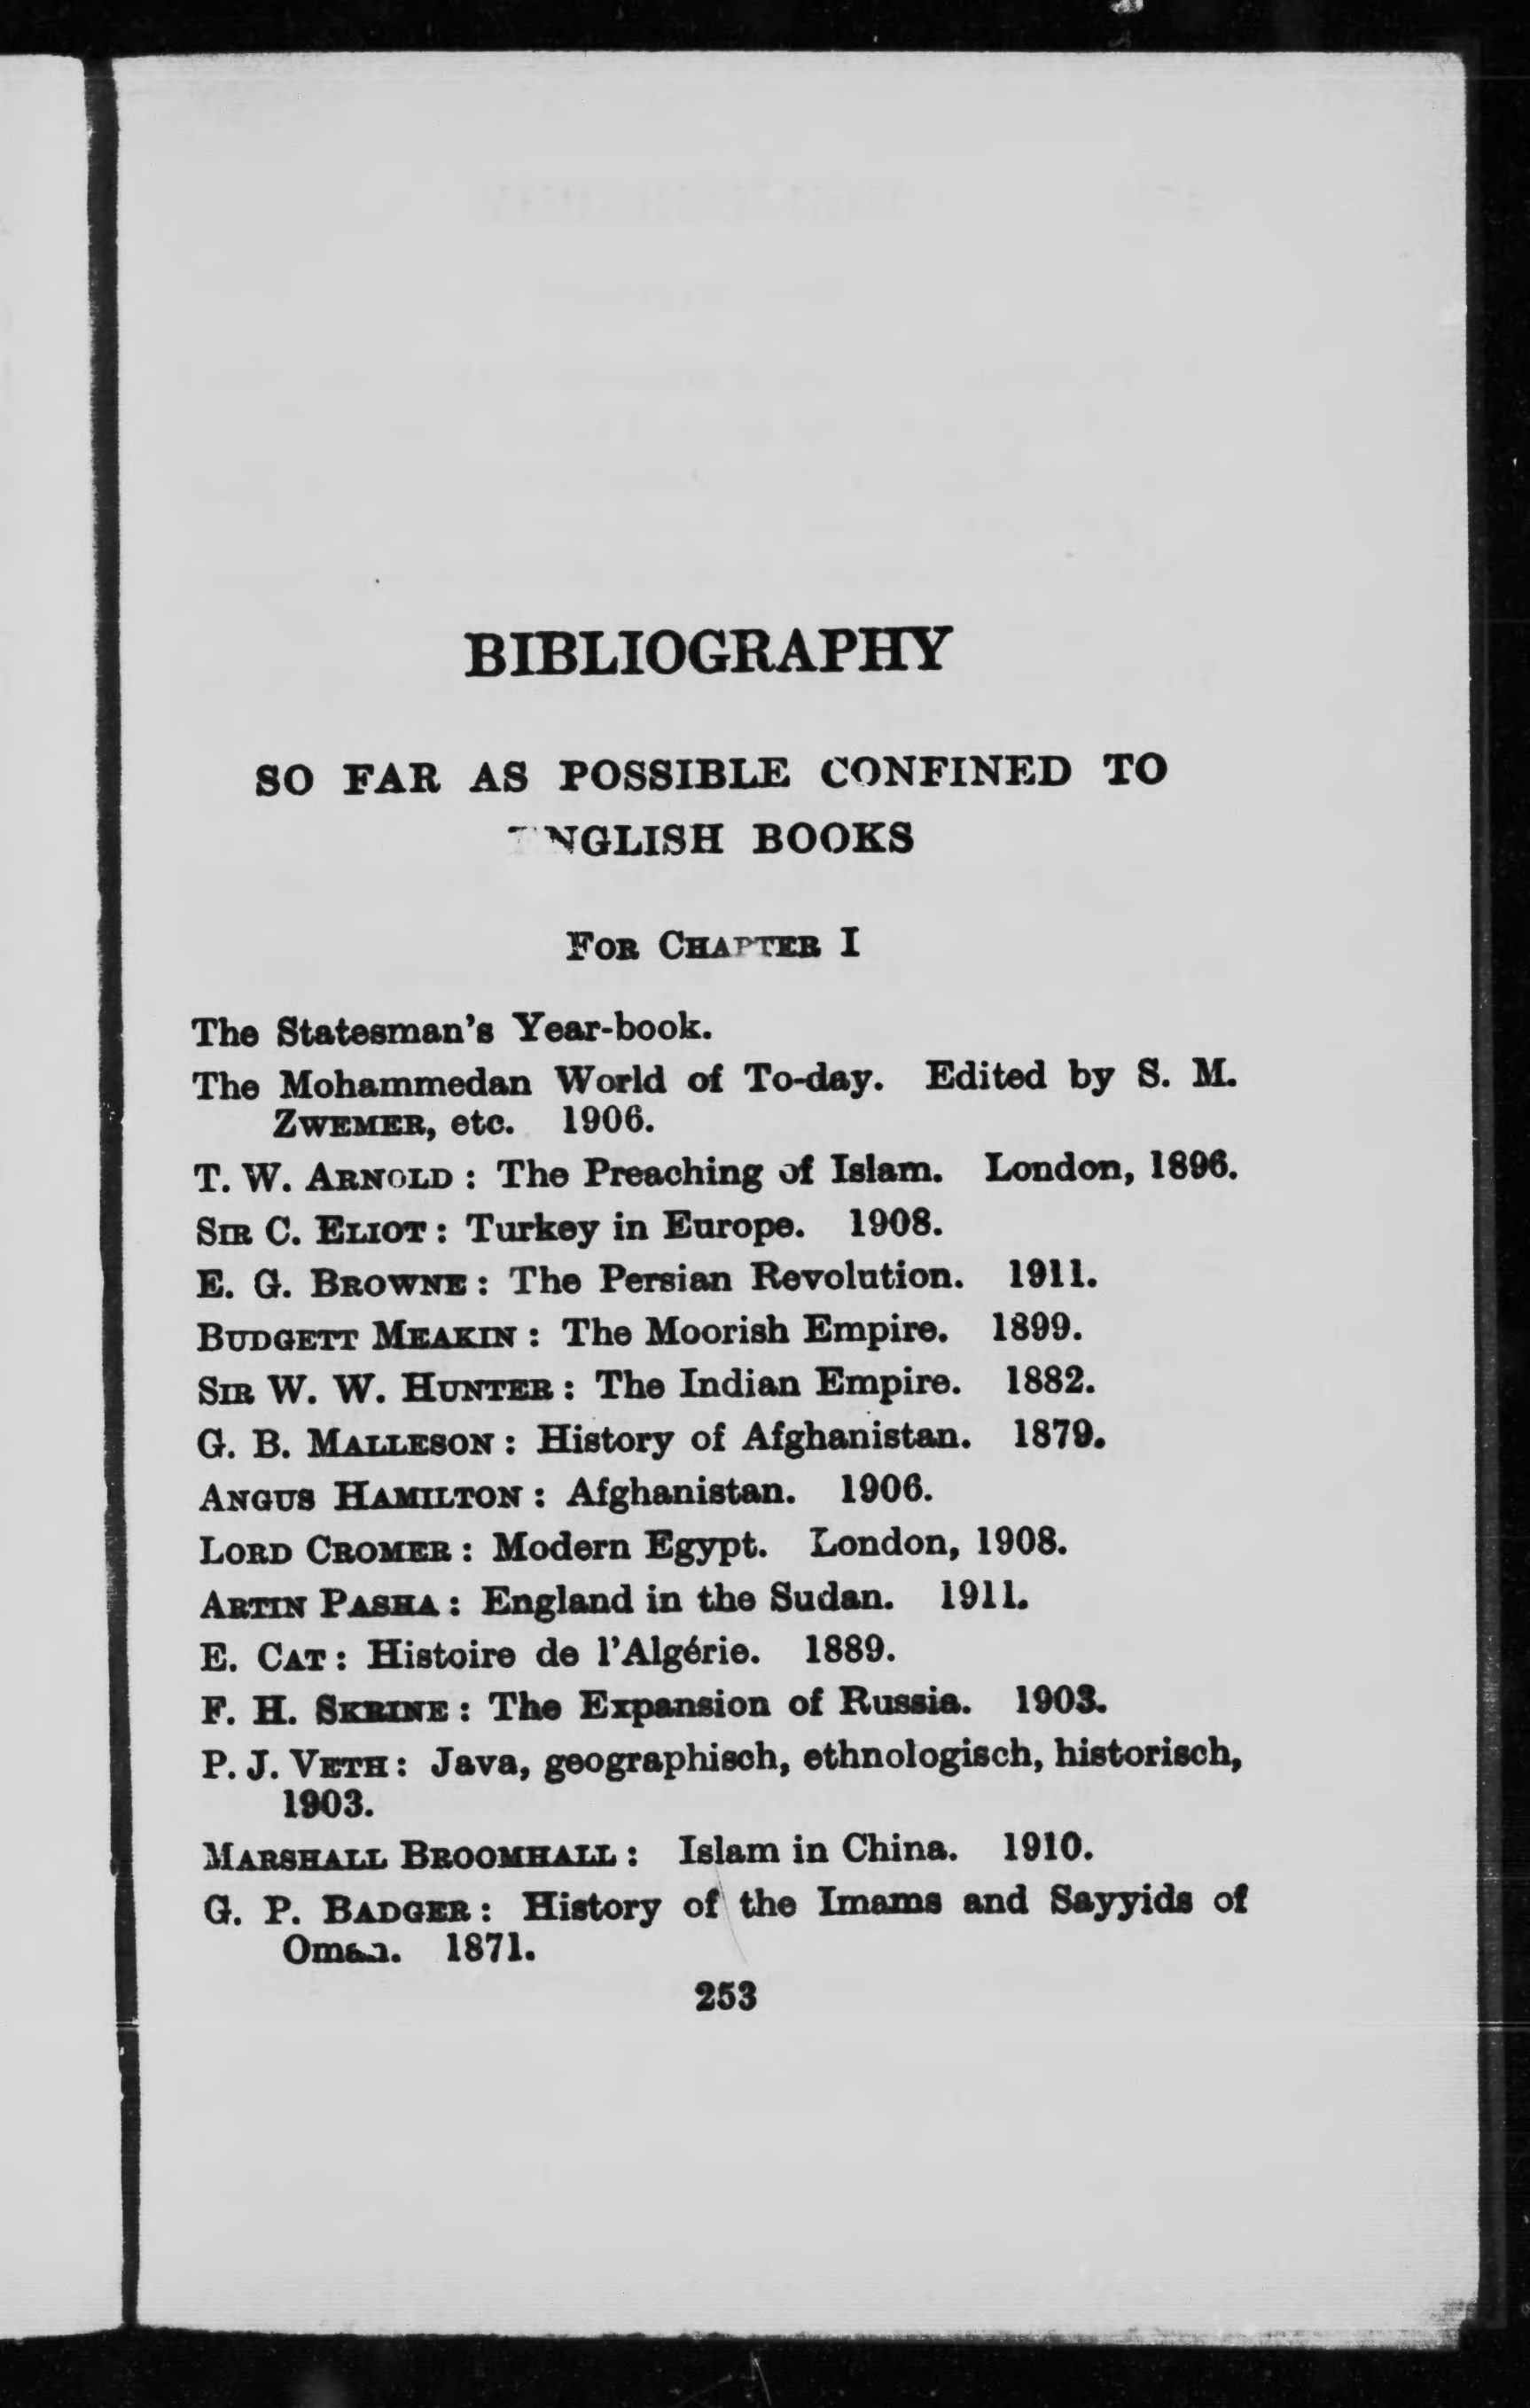 BIBLIOGRAPHY
SO FAR AS POSSIBLE CONFINED TO
ENGLISH BOOKS
FOR CHAPTER I
The Statesman's Year-book.
The Mohammedan World of To-day. Edited by S. M.
ZWEMER, etc. 1906.
T. W. ARNOLD : The Preaching of Islam. London, 1896.
SIR C. ELIOT : Turkey in Europe. 1908.
E. G. BROWNE : The Persian Revolution. 1911.
BUDGETT MEAKIN : The Moorish Empire. 1899.
SIR W. W. HUNTER : The Indian Empire. 1882.
G. B. MALLESON : History of Afghanistan. 1879.
ANGUS HAMILTON : Afghanistan. 1906.
LORD CROMER : Modern Egypt. London, 1908.
ARTIN PASHA : England in the Sudan. 1911.
E. CAT : Histoire de l'Algérie. 1889.
F. H. SKRINE : The Expansion of Russia. 1903.
P. J. VETH : Java, geographisch, ethnologisch, historisch,
1903.
MARSHALL BROOMHALL : Islam in China. 1910.
G. P. BADGER : History of the Imams and Sayyids of
Oman. 1871.
253